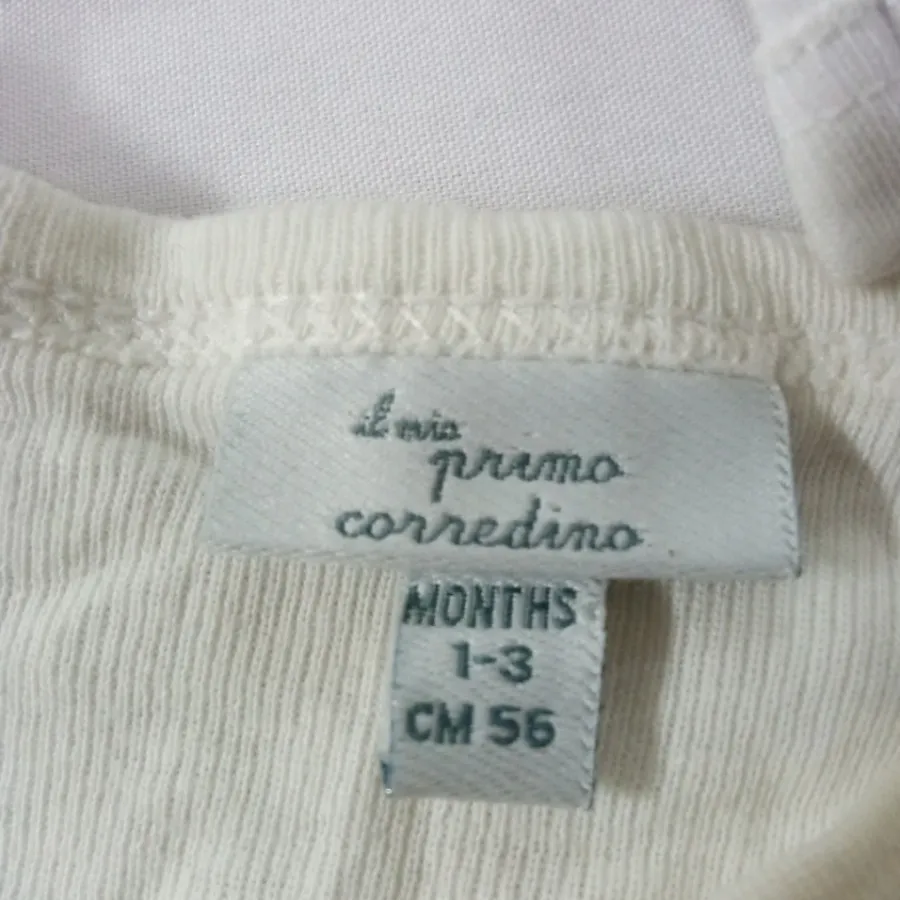 il mio
primo
corredino
MONTHS
1-3
CM 56